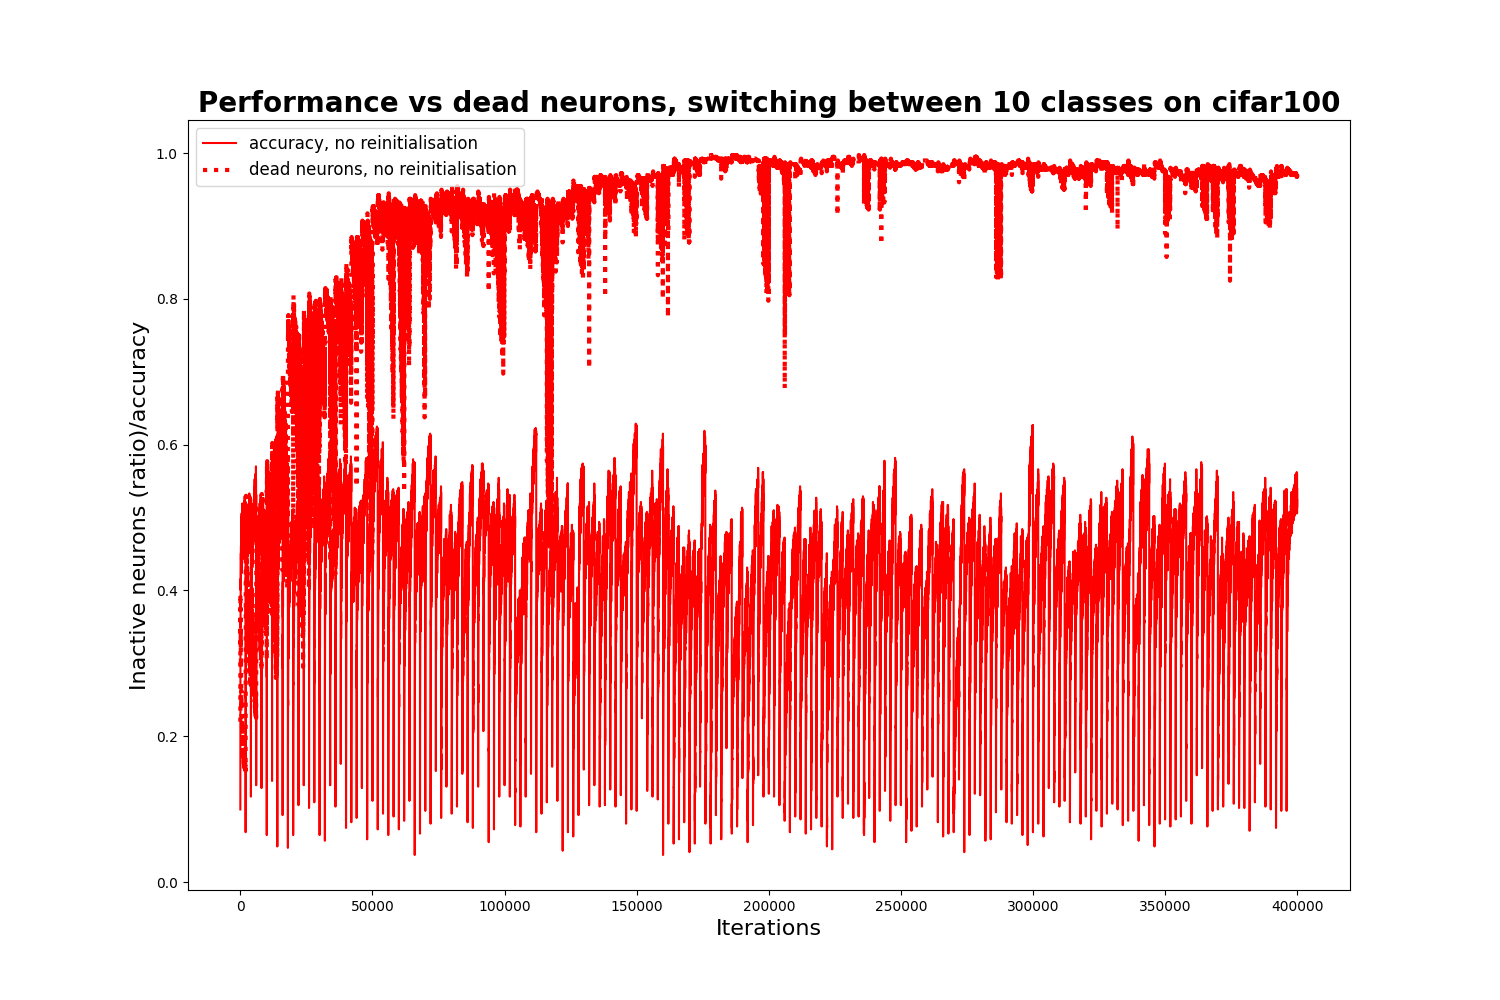 Performance vs dead neurons, switching between 10 classes on cifar100
accuracy, no reinitialisation
dead neurons, no reinitialisation
Inactive neurons (ratio)/accuracy
1.0
0.8
0.6
0.4
0.2
0.0
0 50000 100000 150000 200000 250000 300000 350000 400000
Iterations